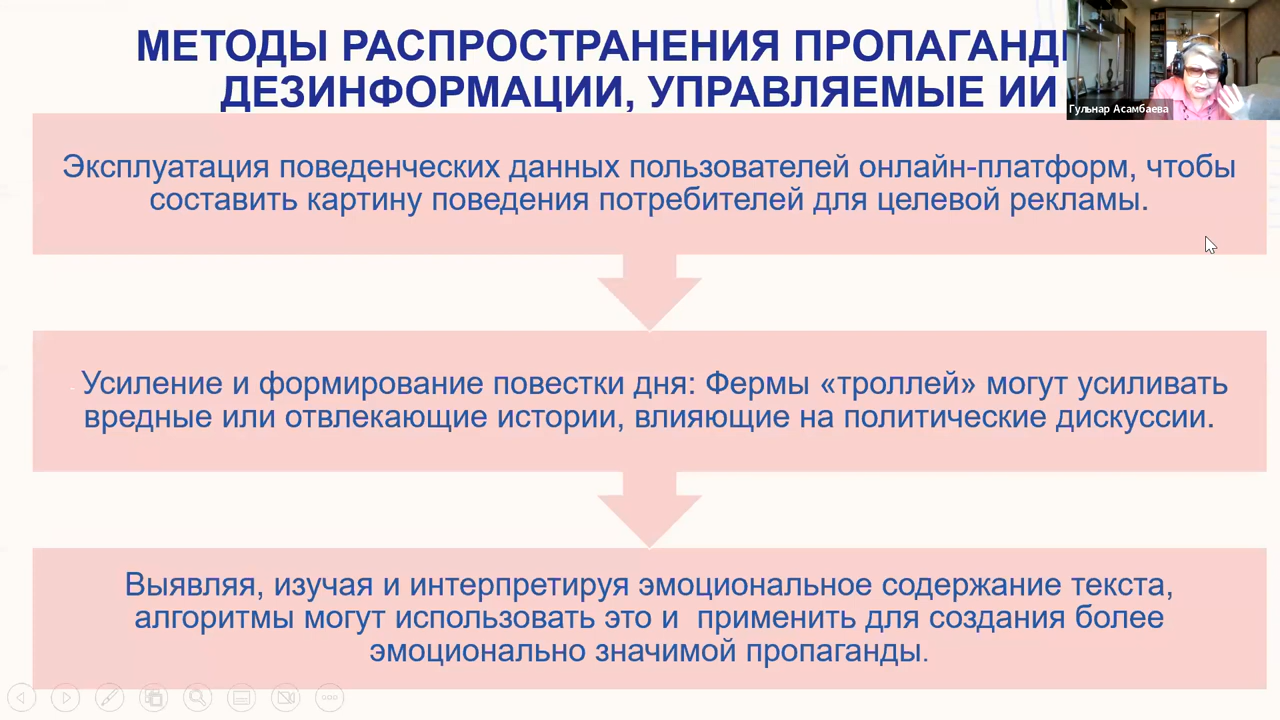 МЕТОДЫ РАСПРОСТРАНЕНИЯ
ДЕЗИНФОРМАЦИИ, УПРАВЛЯЕМЫЕ ИИ
Гульнар Асамбаева
Эксплуатация поведенческих данных пользователей онлайн-платформ, чтобы
составить картину поведения потребителей для целевой рекламы.
Усиление и формирование повестки дня: Фермы «троллей» могут усиливать
вредные или отвлекающие истории, влияющие на политические дискуссии.
Выявляя, изучая и интерпретируя эмоциональное содержание текста,
алгоритмы могут использовать это и  применить для создания более
эмоционально значимой пропаганды.